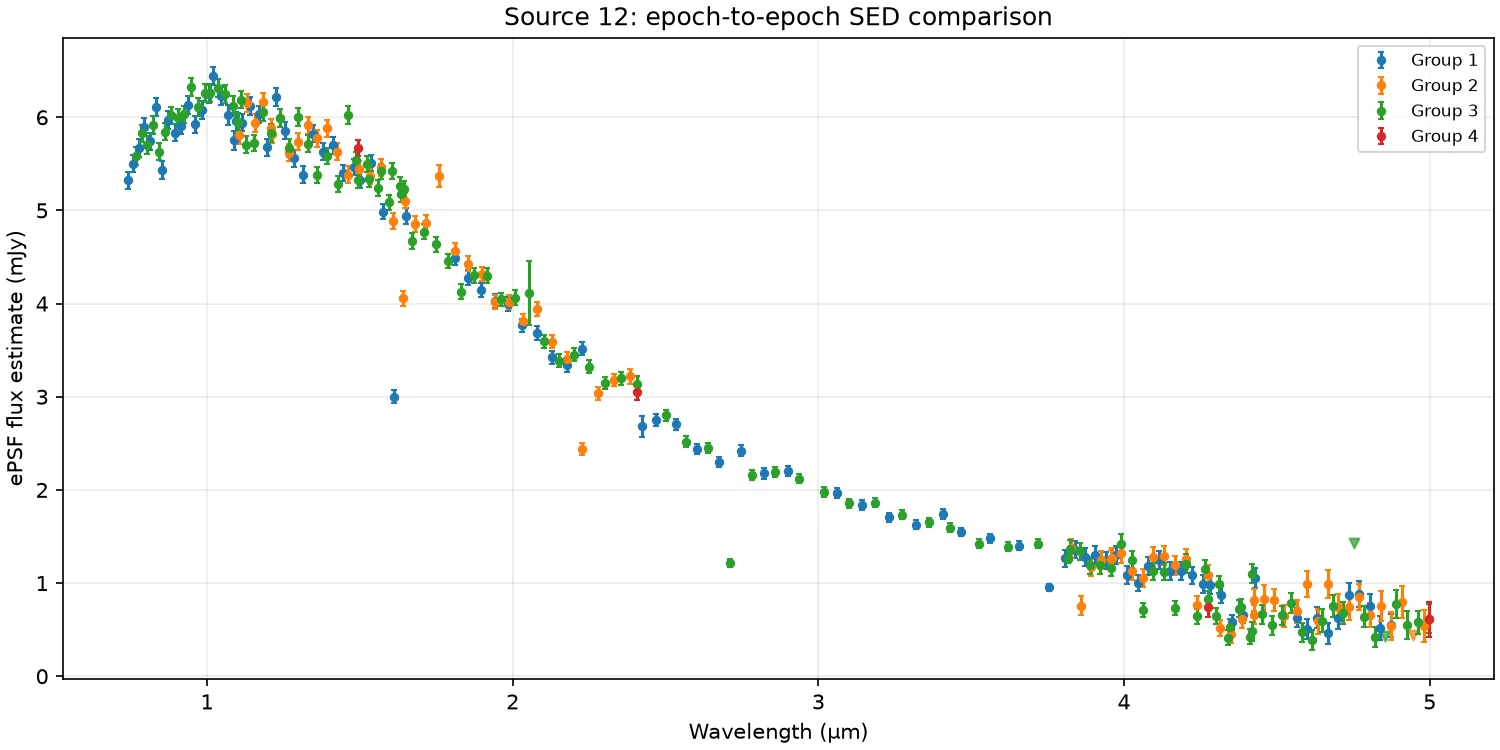 Source 12: epoch-to-epoch SED comparison
ePSF flux estimate (mJy)
6
5
4
3
2
1
0
Group 1
Group 2
Group 3
Group 4
1 2 3 4 5
Wavelength (µm)